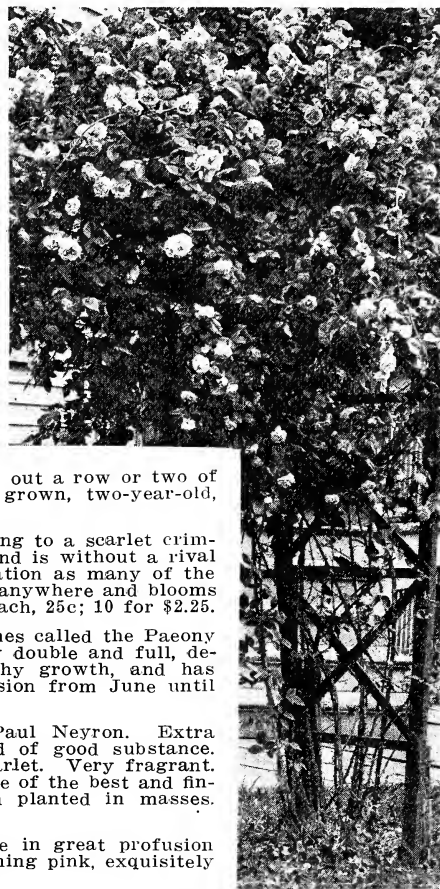 out a row or two of
grown, two-year-old,
ng to a scarlet crim-
nd is without a rival
ation as many of the
anywhere and blooms
ach, 25c; 10 for $2.25.
nes called the Paeony
double and full, de-
hy growth, and has
sion from June until
Paul Neyron. Extra
d of good substance.
rlet. Very fragrant.
e of the best and fin-
planted in masses.
e in great profusion
ning pink, exquisitely